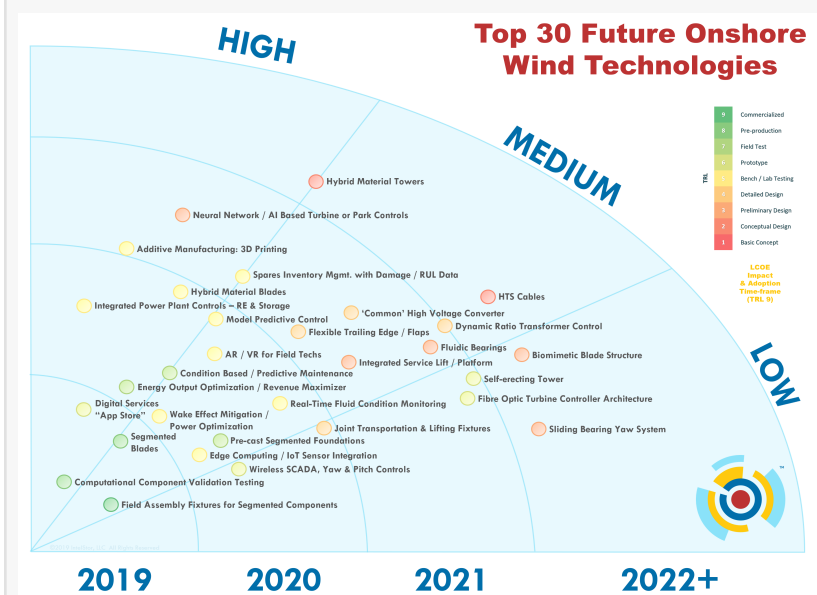 Top 30 Future Onshore
Wind Technologies
HIGH
MEDIUM
LOW
9 Commercialized
8 Pre-production
7 Field Test
6 Prototype
Bench / Lab Testing
Detailed Design
3 Preliminary Design
2 Conceptual Design
1 Basic Concept
TRL
LCOE
Impact
& Adoption
Time-frame
(TRL 9)
Hybrid Material Towers
Neural Network / AI Based Turbine or Park Controls
Additive Manufacturing: 3D Printing
Spares Inventory Mgmt. with Damage / RUL Data
Hybrid Material Blades
HTS Cables
Integrated Power Plant Controls – RE & Storage
‘Common’ High Voltage Converter
Model Predictive Control
Dynamic Ratio Transformer Control
Flexible Trailing Edge / Flaps
Fluidic Bearings
AR / VR for Field Techs
Biomimetic Blade Structure
Integrated Service Lift / Platform
Condition Based / Predictive Maintenance
Self-erecting Tower
Energy Output Optimization / Revenue Maximizer
Fibre Optic Turbine Controller Architecture
Digital Services
“App Store”
Real-Time Fluid Condition Monitoring
Wake Effect Mitigation /
Power Optimization
Joint Transportation & Lifting Fixtures
Sliding Bearing Yaw System
Segmented
Blades
Pre-cast Segmented Foundations
Edge Computing / IoT Sensor Integration
Wireless SCADA, Yaw & Pitch Controls
Computational Component Validation Testing
Field Assembly Fixtures for Segmented Components
TM
2019
2020
2021
2022+